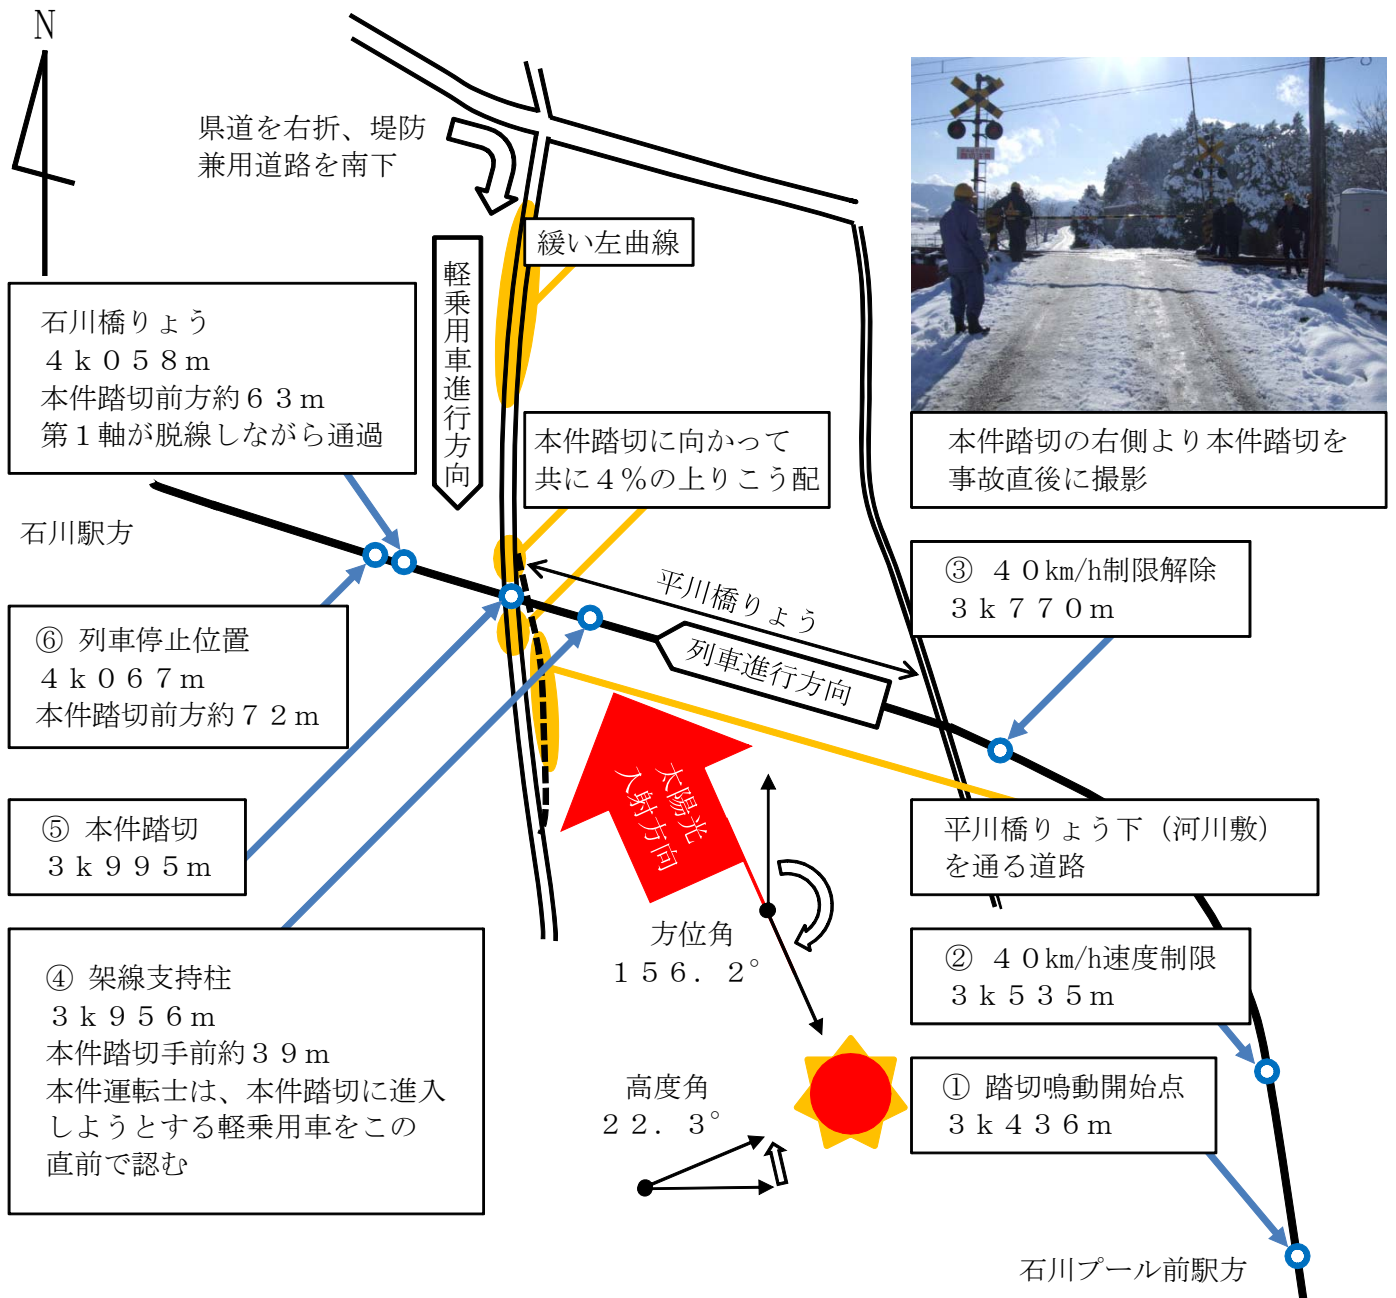 N
県道を右折、堤防
兼用道路を南下
緩い左曲線
軽乗用車進行方向
石川橋りょう
4k058m
本件踏切前方約63m
第1軸が脱線しながら通過
本件踏切に向かって
共に4%の上りこう配
本件踏切の右側より本件踏切を
事故直後に撮影
石川駅方
平川橋りょう
列車進行方向
③ 40km/h制限解除
3k770m
⑥ 列車停止位置
4k067m
本件踏切前方約72m
太陽光
入射方向
⑤ 本件踏切
3k995m
平川橋りょう下（河川敷）
を通る道路
方位角
156.2°
② 40km/h速度制限
3k535m
④ 架線支持柱
3k956m
本件踏切手前約39m
本件運転士は、本件踏切に進入
しようとする軽乗用車をこの
直前で認む
高度角
22.3°
① 踏切鳴動開始点
3k436m
石川プール前駅方